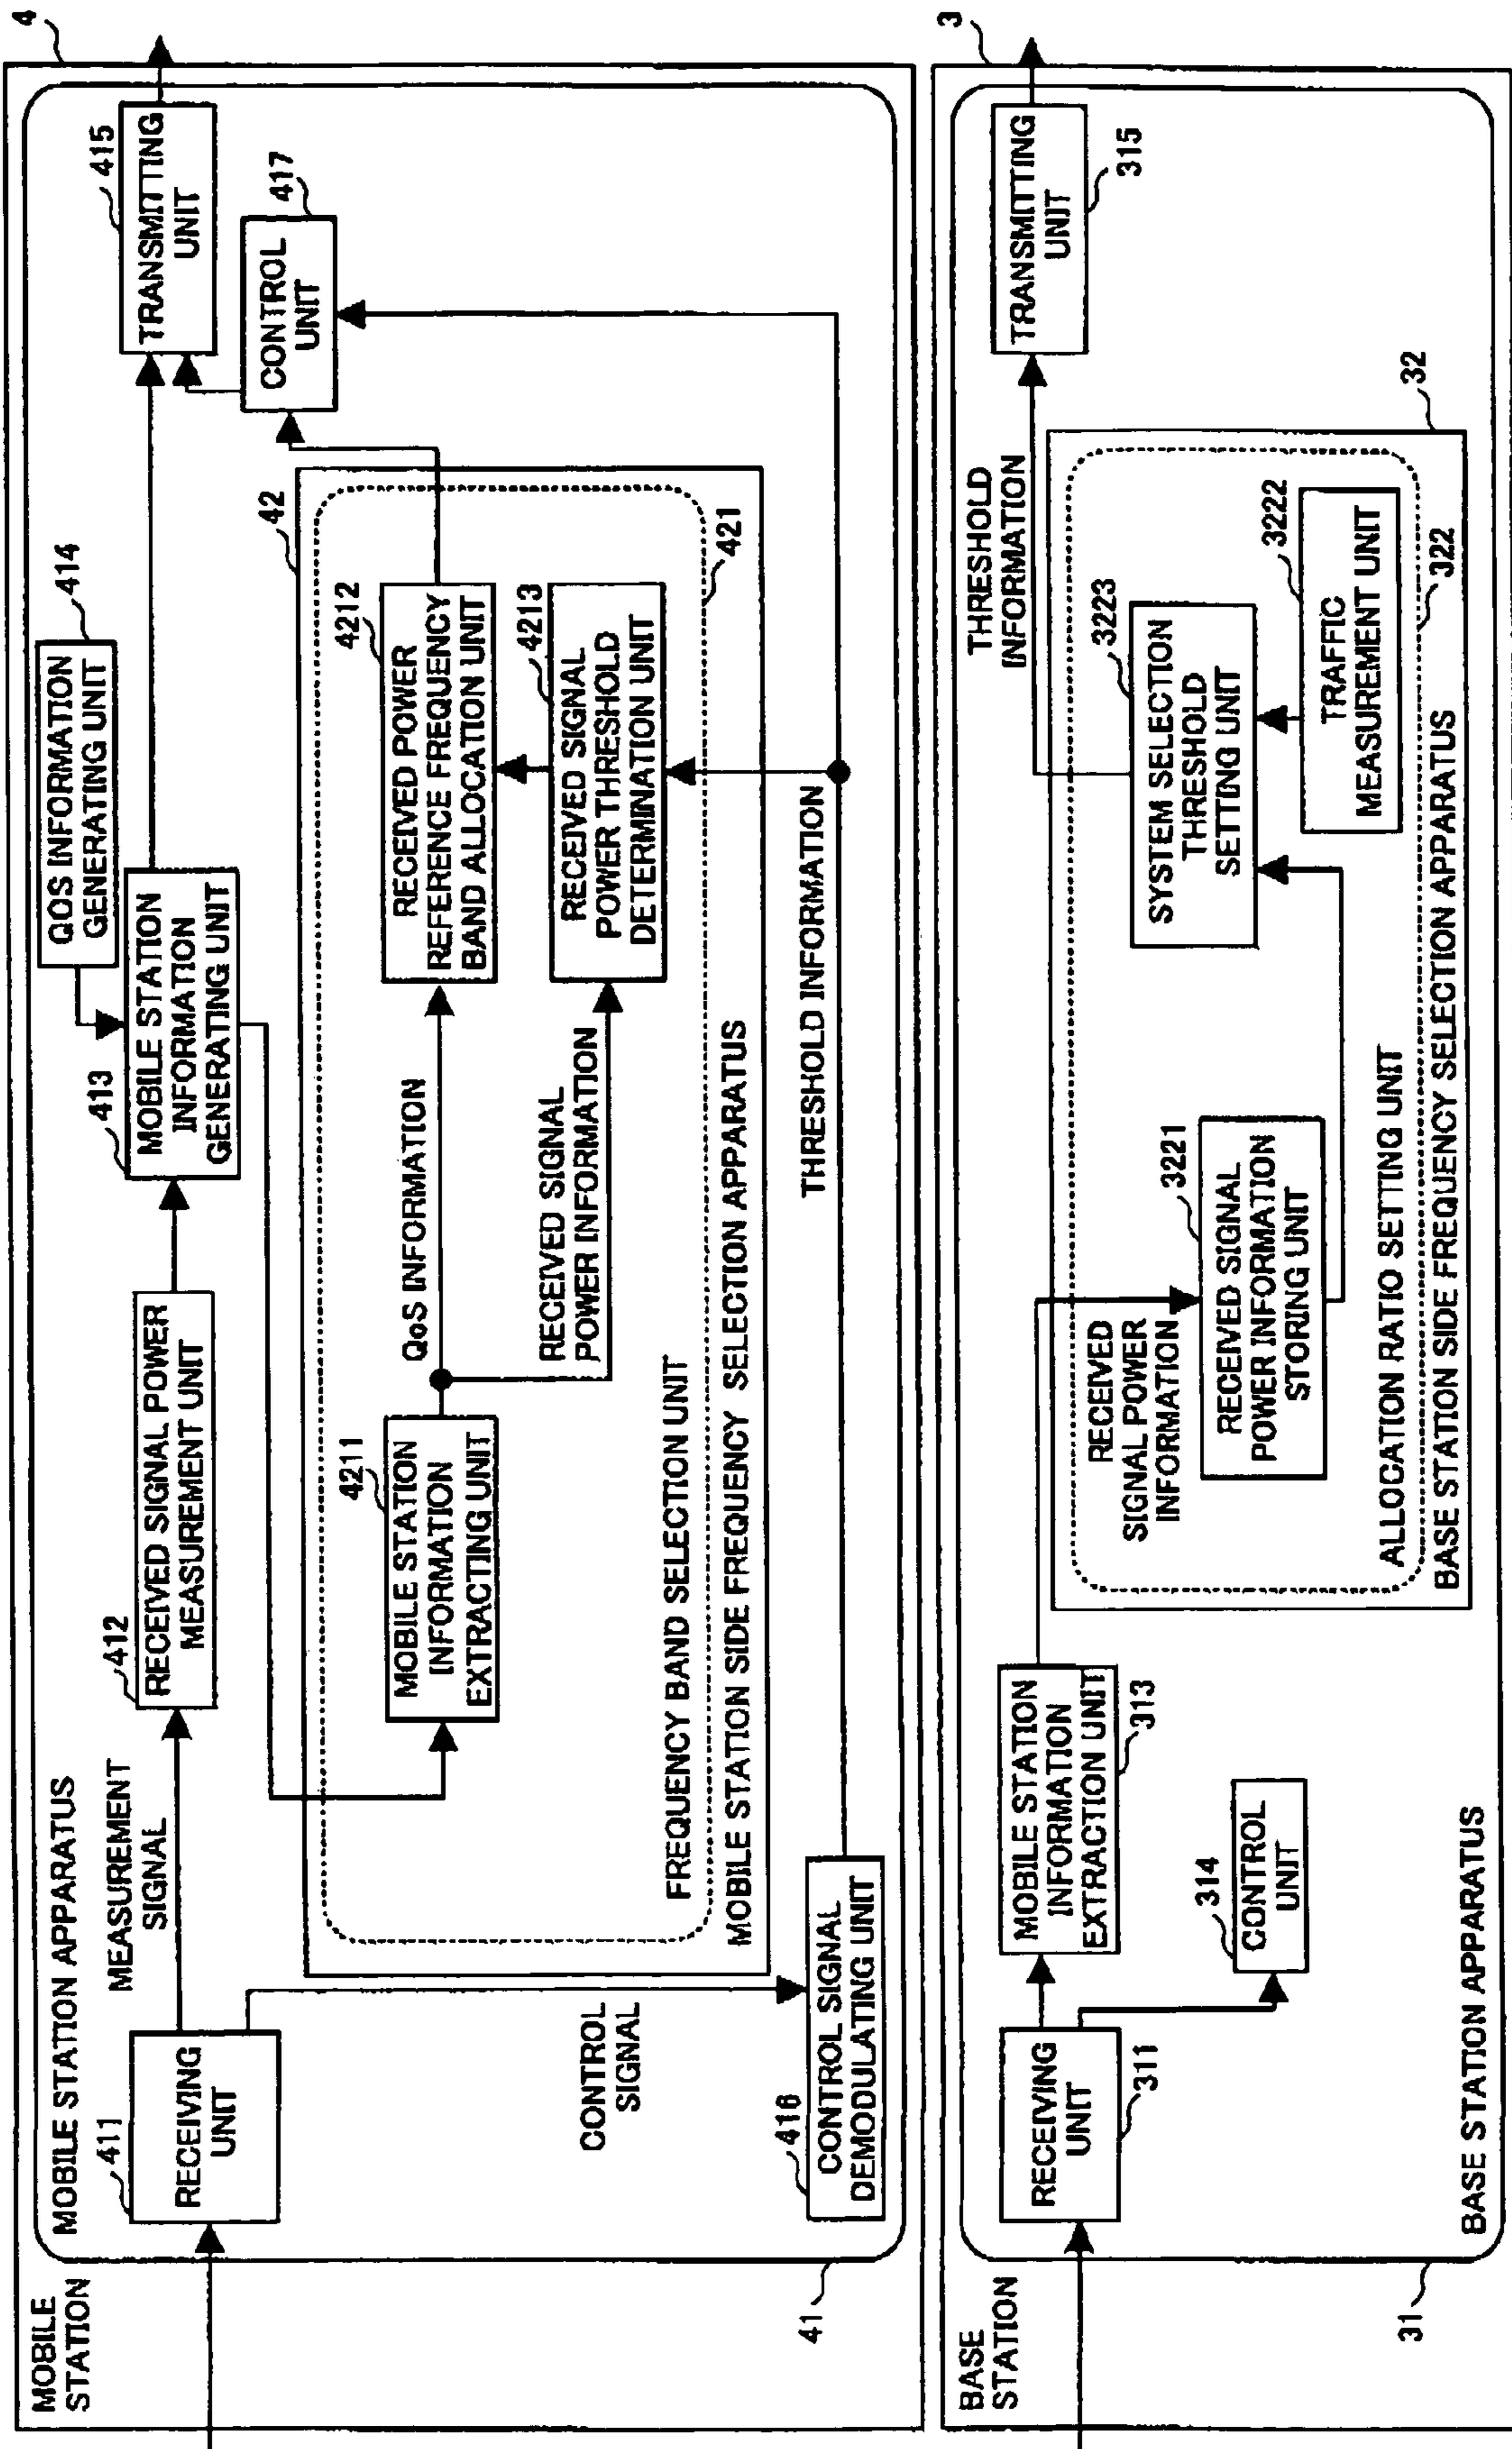 MOBILE
STATION
4
MOBILE STATION APPARATUS
41
411
RECEIVING
UNIT
MEASUREMENT
SIGNAL
412
RECEIVED SIGNAL POWER
MEASUREMENT UNIT
413
MOBILE STATION
INFORMATION
GENERATING UNIT
QOS INFORMATION
GENERATING UNIT
414
TRANSMITTING
UNIT
415
CONTROL
UNIT
417
CONTROL
SIGNAL
416
CONTROL SIGNAL
DEMODULATING UNIT
42
4211
MOBILE STATION
INFORMATION
EXTRACTING UNIT
QoS INFORMATION
RECEIVED SIGNAL
POWER INFORMATION
4212
RECEIVED POWER
REFERENCE FREQUENCY
BAND ALLOCATION UNIT
4213
RECEIVED SIGNAL
POWER THRESHOLD
DETERMINATION UNIT
421
FREQUENCY BAND SELECTION UNIT
MOBILE STATION SIDE FREQUENCY SELECTION APPARATUS
THRESHOLD INFORMATION
BASE
STATION
3
31
RECEIVING
UNIT
311
MOBILE STATION
INFORMATION
EXTRACTION UNIT
313
314
CONTROL
UNIT
RECEIVED
SIGNAL POWER
INFORMATION
3221
RECEIVED SIGNAL
POWER INFORMATION
STORING UNIT
3223
SYSTEM SELECTION
THRESHOLD
SETTING UNIT
3222
TRAFFIC
MEASUREMENT UNIT
THRESHOLD
INFORMATION
TRANSMITTING
UNIT
315
32
322
ALLOCATION RATIO SETTING UNIT
BASE STATION SIDE FREQUENCY SELECTION APPARATUS
BASE STATION APPARATUS